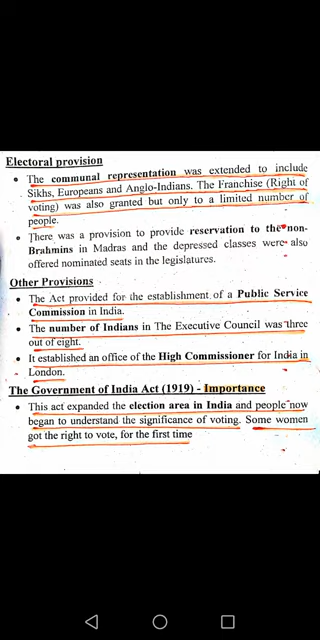 Electoral provision
• The communal representation was extended to include
Sikhs, Europeans and Anglo-Indians. The Franchise (Right of
voting) was also granted but only to a limited number of
people.
• There was a provision to provide reservation to the non-
Brahmins in Madras and the depressed classes were also
offered nominated seats in the legislatures.
Other Provisions
• The Act provided for the establishment of a Public Service
Commission in India.
• The number of Indians in The Executive Council was three
out of eight.
• It established an office of the High Commissioner for India in
London.
The Government of India Act (1919) - Importance
• This act expanded the election area in India and people now
began to understand the significance of voting. Some women
got the right to vote, for the first time